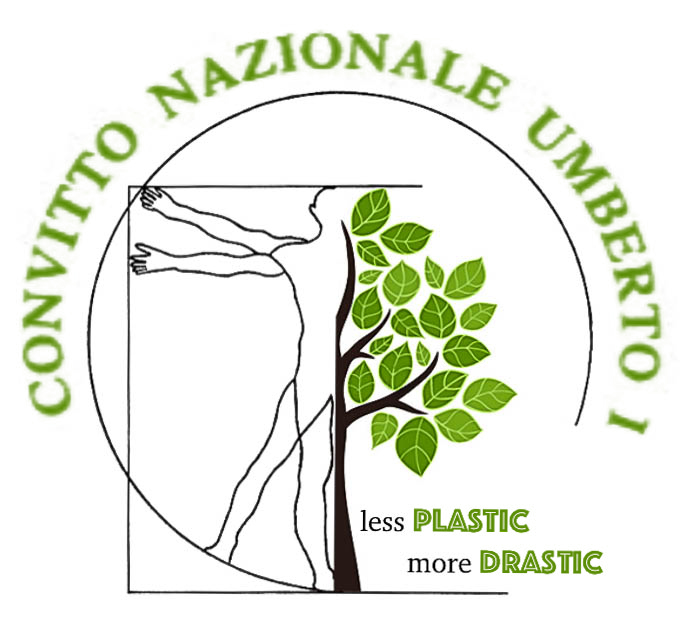 CONVITTO NAZIONALE UMBERTO I
less PLASTIC
more DRASTIC